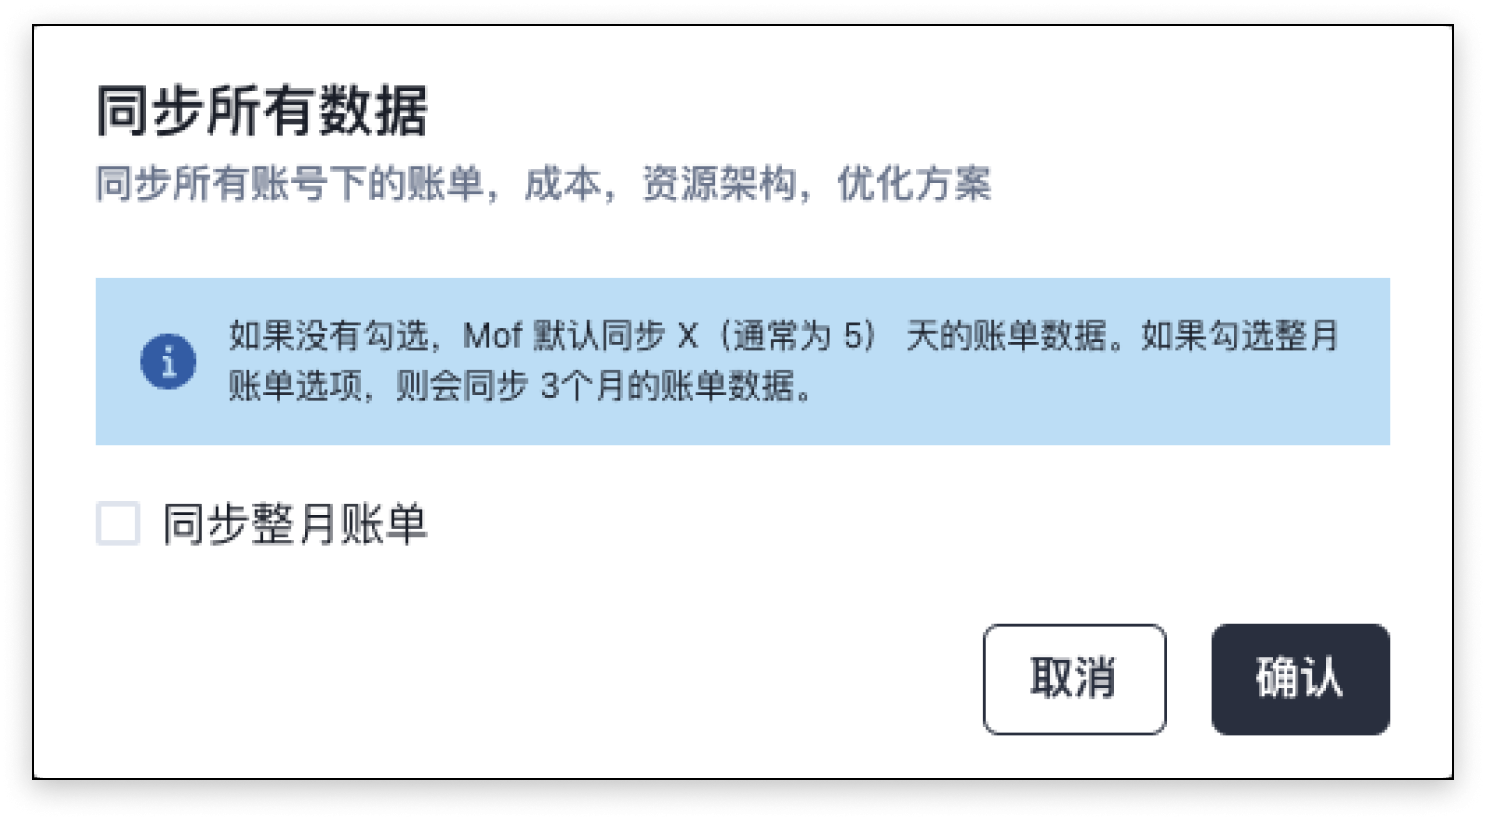 同步所有数据
同步所有账号下的账单，成本，资源架构，优化方案
如果没有勾选，Mof 默认同步 X（通常为 5） 天的账单数据。如果勾选整月
账单选项，则会同步 3个月的账单数据。
同步整月账单
取消
确认